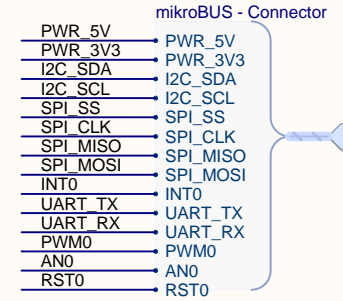 mikroBUS - Connector
PWR_5V PWR_5V
PWR_3V3 PWR_3V3
I2C_SDA I2C_SDA
I2C_SCL I2C_SCL
SPI_SS SPI_SS
SPI_CLK SPI_CLK
SPI_MISO SPI_MISO
SPI_MOSI SPI_MOSI
INT0 INT0
UART_TX UART_TX
UART_RX UART_RX
PWM0 PWM0
AN0 AN0
RST0 RST0